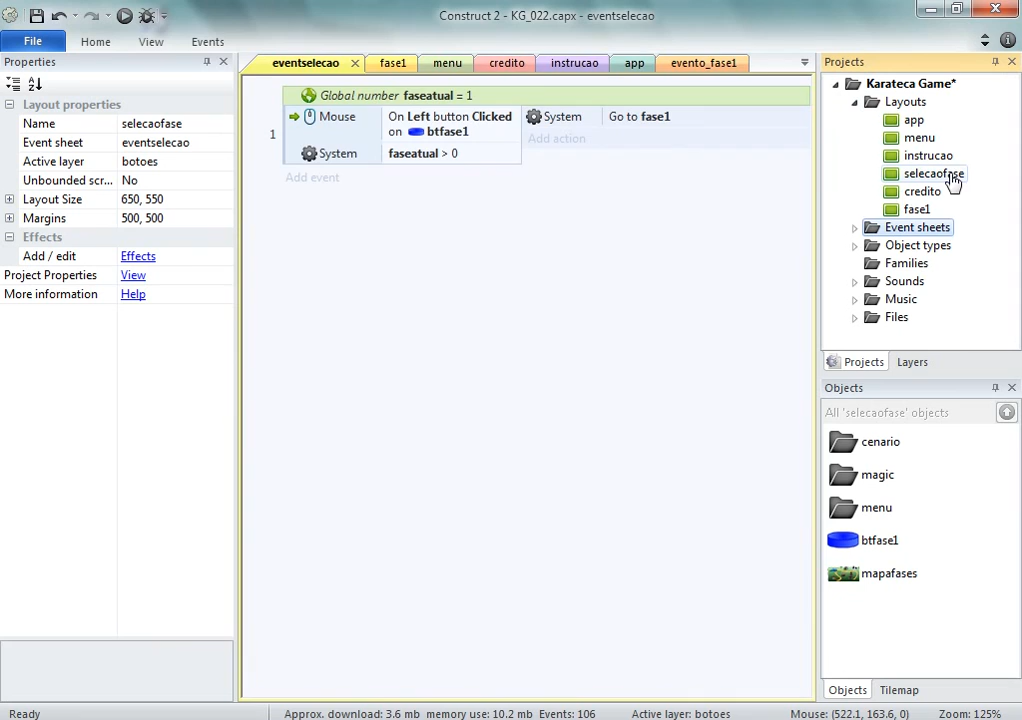 Construct 2 - KG_022.capx - eventselecao
File Home View Events
Properties
Layout properties
Name selecaofase
Event sheet eventselecao
Active layer botoes
Unbounded scr... No
Layout Size 650, 550
Margins 500, 500
Effects
Add / edit Effects
Project Properties View
More information Help
eventselecao fase1 menu credito instrucao app evento_fase1
Global number faseatual = 1
1
Mouse On Left button Clicked on btfase1
System faseatual > 0
System Go to fase1
Add action
Add event
Projects
Karateca Game*
Layouts
app
menu
instrucao
selecaofase
credito
fase1
Event sheets
Object types
Families
Sounds
Music
Files
Projects Layers
Objects
All 'selecaofase' objects
cenario
magic
menu
btfase1
mapafases
Objects Tilemap
Ready Approx. download: 3.6 mb memory use: 10.2 mb Events: 106 Active layer: botoes Mouse: (522.1, 163.6, 0) Zoom: 125%